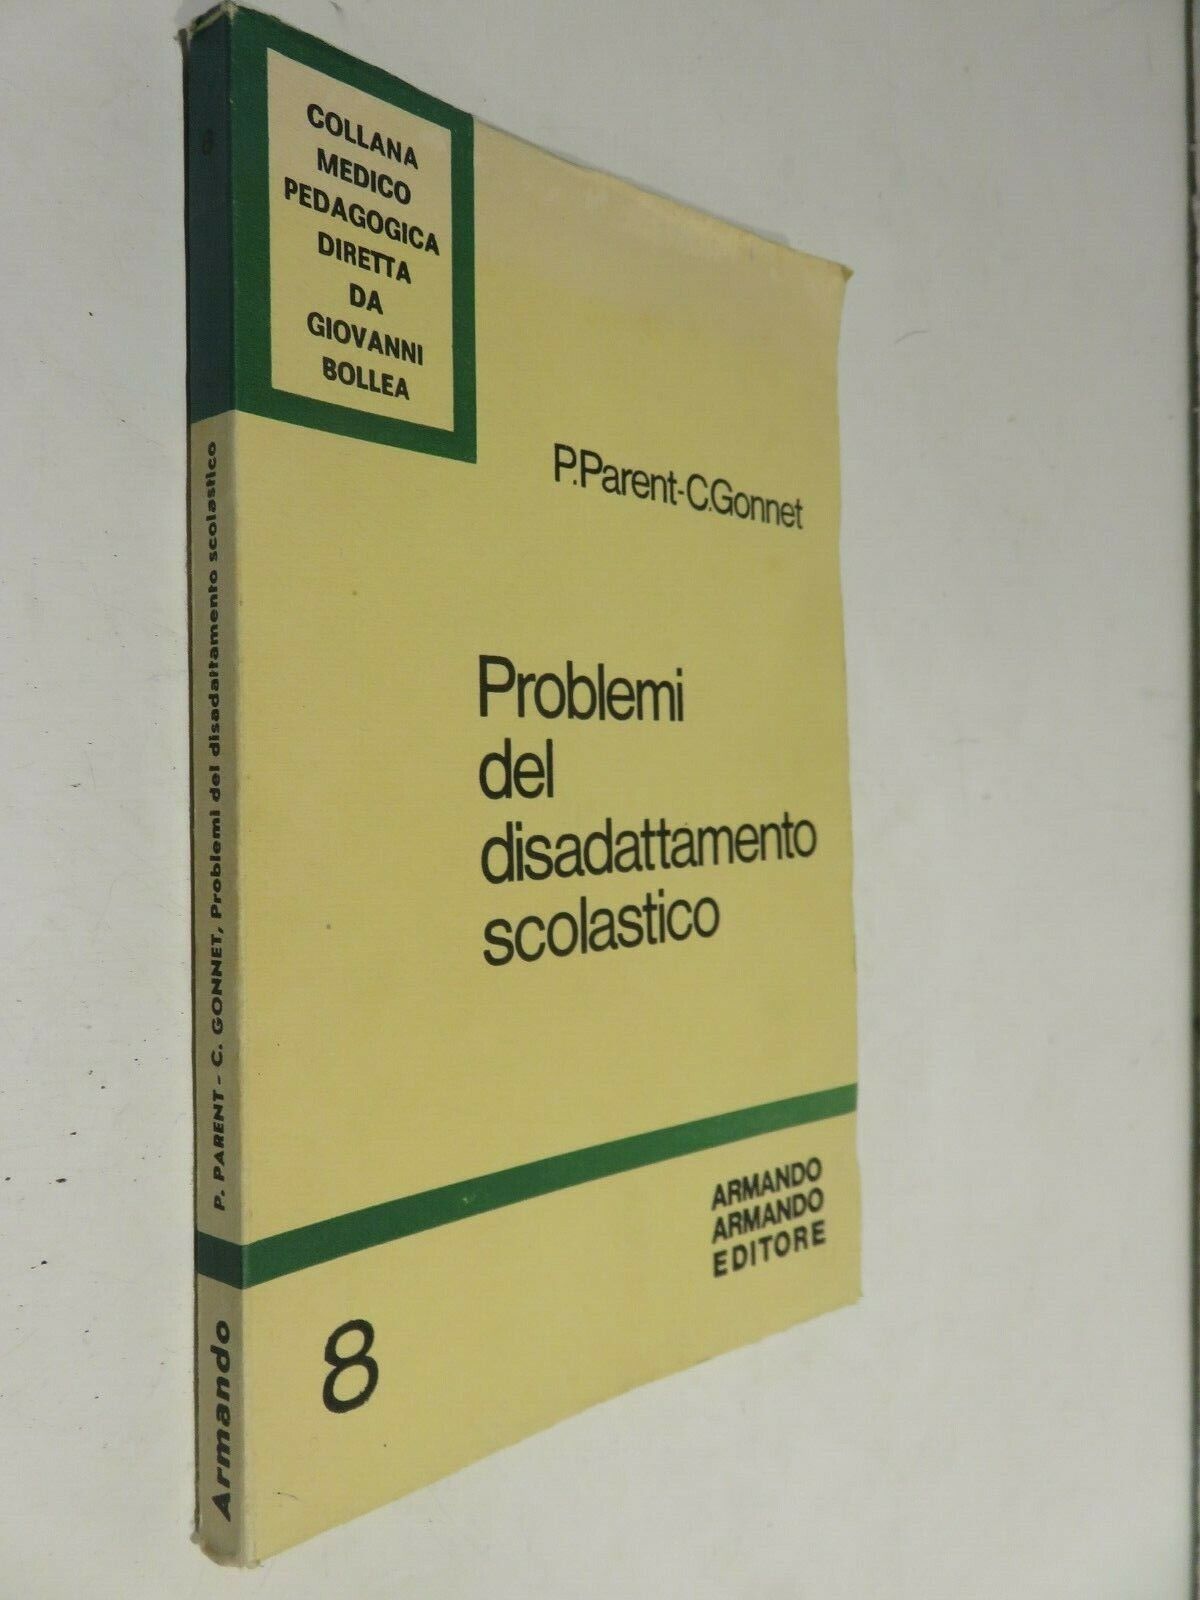 COLLANA
MEDICO
PEDAGOGICA
DIRETTA
DA
GIOVANNI
BOLLEA
P.Parent-C.Gonnet
Problemi
del
disadattamento
scolastico
ARMANDO
ARMANDO
EDITORE
8
8
P. PARENT - C. GONNET, Problemi del disadattamento scolastico
Armando